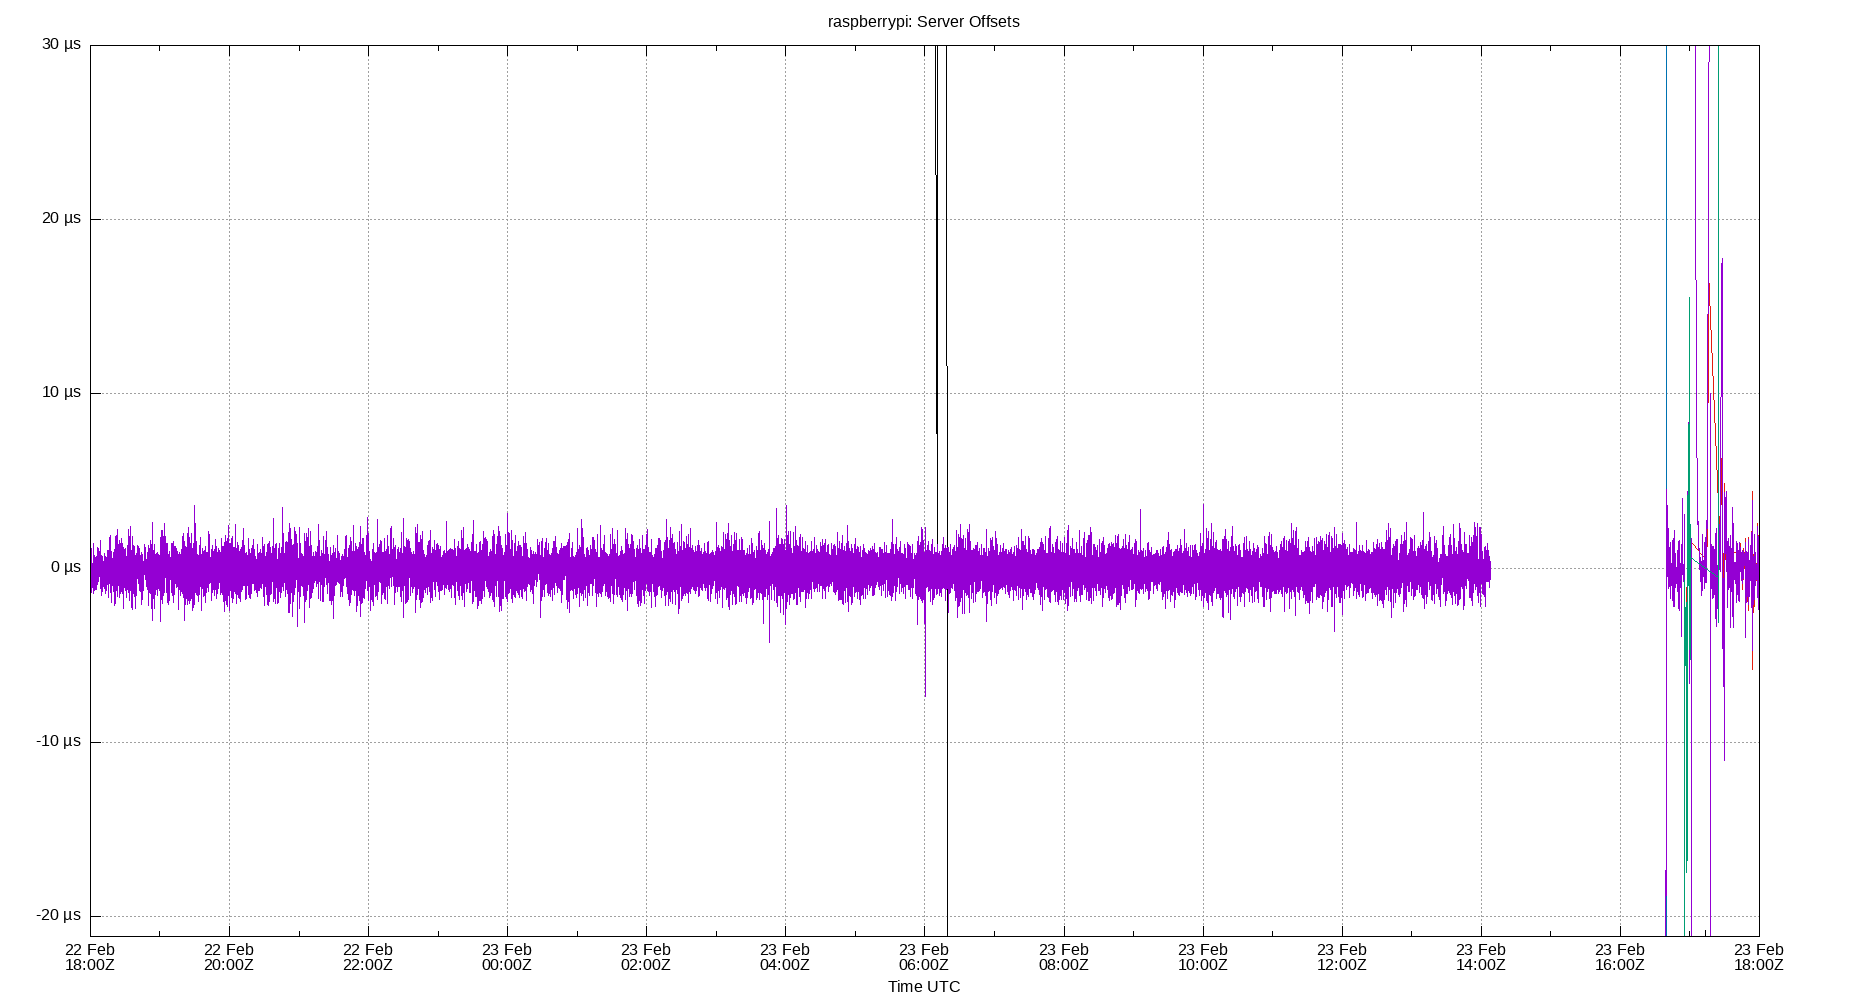 raspberrypi: Server Offsets
30 µs
20 µs
10 µs
0 µs
-10 µs
-20 µs
22 Feb 22 Feb 22 Feb 23 Feb 23 Feb 23 Feb 23 Feb 23 Feb 23 Feb 23 Feb 23 Feb 23 Feb 23 Feb
18:00Z 20:00Z 22:00Z 00:00Z 02:00Z 04:00Z 06:00Z 08:00Z 10:00Z 12:00Z 14:00Z 16:00Z 18:00Z
Time UTC